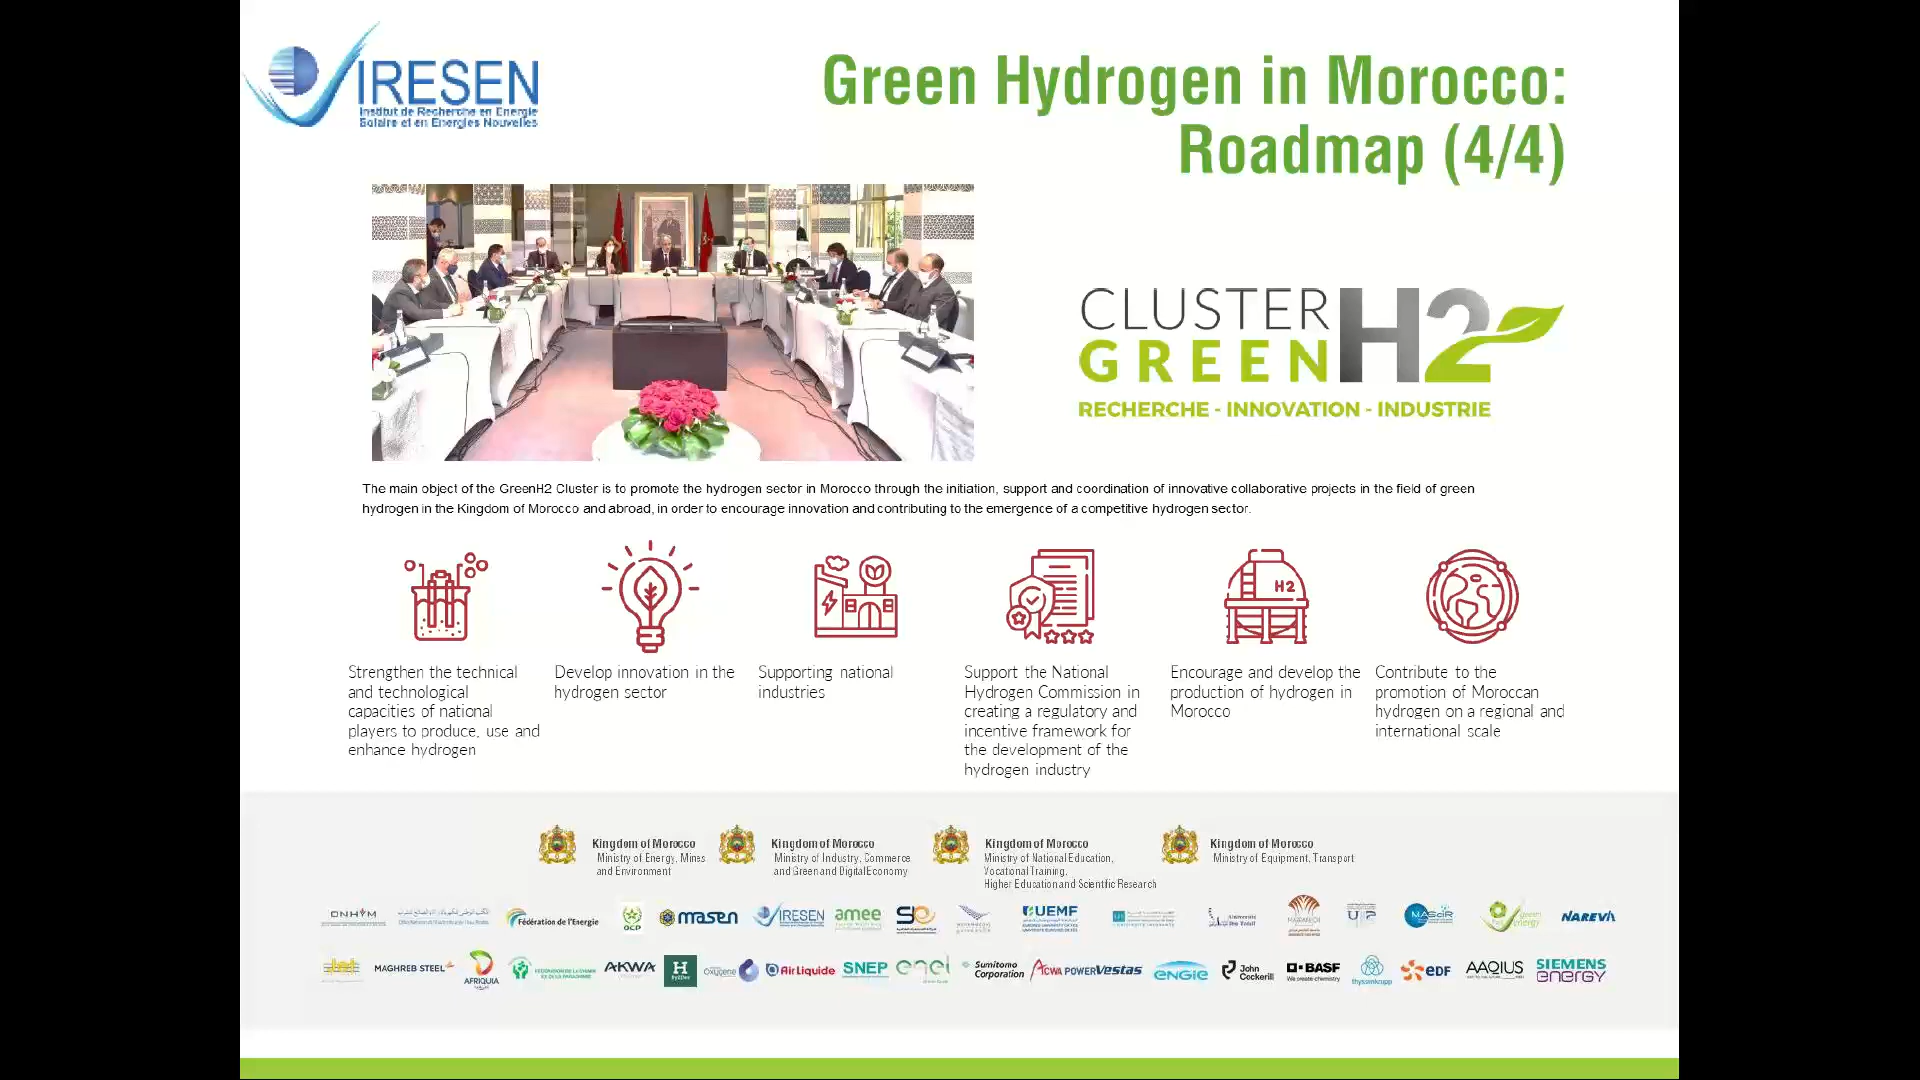 IRESEN
Institut de Recherche en Energie
Solaire et en Energies Nouvelles
Green Hydrogen in Morocco:
Roadmap (4/4)
CLUSTER
GREEN H2
RECHERCHE - INNOVATION - INDUSTRIE
The main object of the GreenH2 Cluster is to promote the hydrogen sector in Morocco through the initiation, support and coordination of innovative collaborative projects in the field of green
hydrogen in the Kingdom of Morocco and abroad, in order to encourage innovation and contributing to the emergence of a competitive hydrogen sector.
H2
Strengthen the technical
and technological
capacities of national
players to produce, use and
enhance hydrogen
Develop innovation in the
hydrogen sector
Supporting national
industries
Support the National
Hydrogen Commission in
creating a regulatory and
incentive framework for
the development of the
hydrogen industry
Encourage and develop the
production of hydrogen in
Morocco
Contribute to the
promotion of Moroccan
hydrogen on a regional and
international scale
Kingdom of Morocco
Ministry of Energy, Mines
and Environment
Kingdom of Morocco
Ministry of Industry, Commerce
and Green and Digital Economy
Kingdom of Morocco
Ministry of National Education,
Vocational Training,
Higher Education and Scientific Research
Kingdom of Morocco
Ministry of Equipment, Transport
ONHYM
Fédération de l'Energie
OCP
masen
IRESEN
amee
UEMF
MAScIR
green energy
NAREVA
MAGHREB STEEL
AFRIQUIA
AKWA
H
Oxygène
Air Liquide
SNEP
enel
Sumitomo
Corporation
ACWA POWER
Vestas
ENGIE
John
Cockerill
BASF
We create chemistry
thyssenkrupp
EDF
AAQIUS
SIEMENS
energy